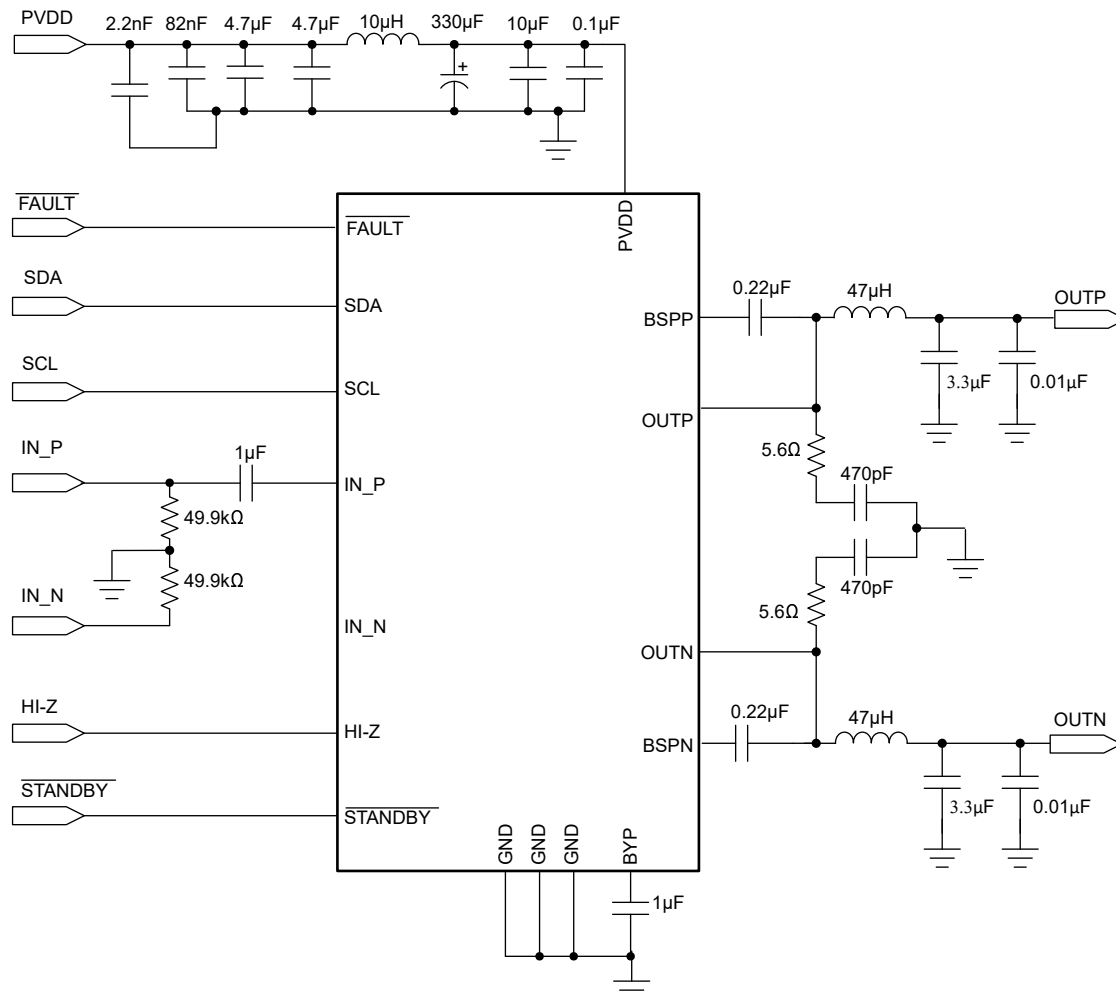 PVDD
2.2nF 82nF 4.7µF 4.7µF 10µH 330µF 10µF 0.1µF
+
FAULT
FAULT
PVDD
SDA
SDA
0.22µF
47µH
OUTP
BSPP
SCL
SCL
3.3µF
0.01µF
OUTP
IN_P
1µF
IN_P
5.6Ω
470pF
49.9kΩ
49.9kΩ
470pF
IN_N
IN_N
5.6Ω
OUTN
HI-Z
HI-Z
0.22µF
47µH
OUTN
BSPN
STANDBY
STANDBY
3.3µF
0.01µF
GND
GND
GND
BYP
1µF